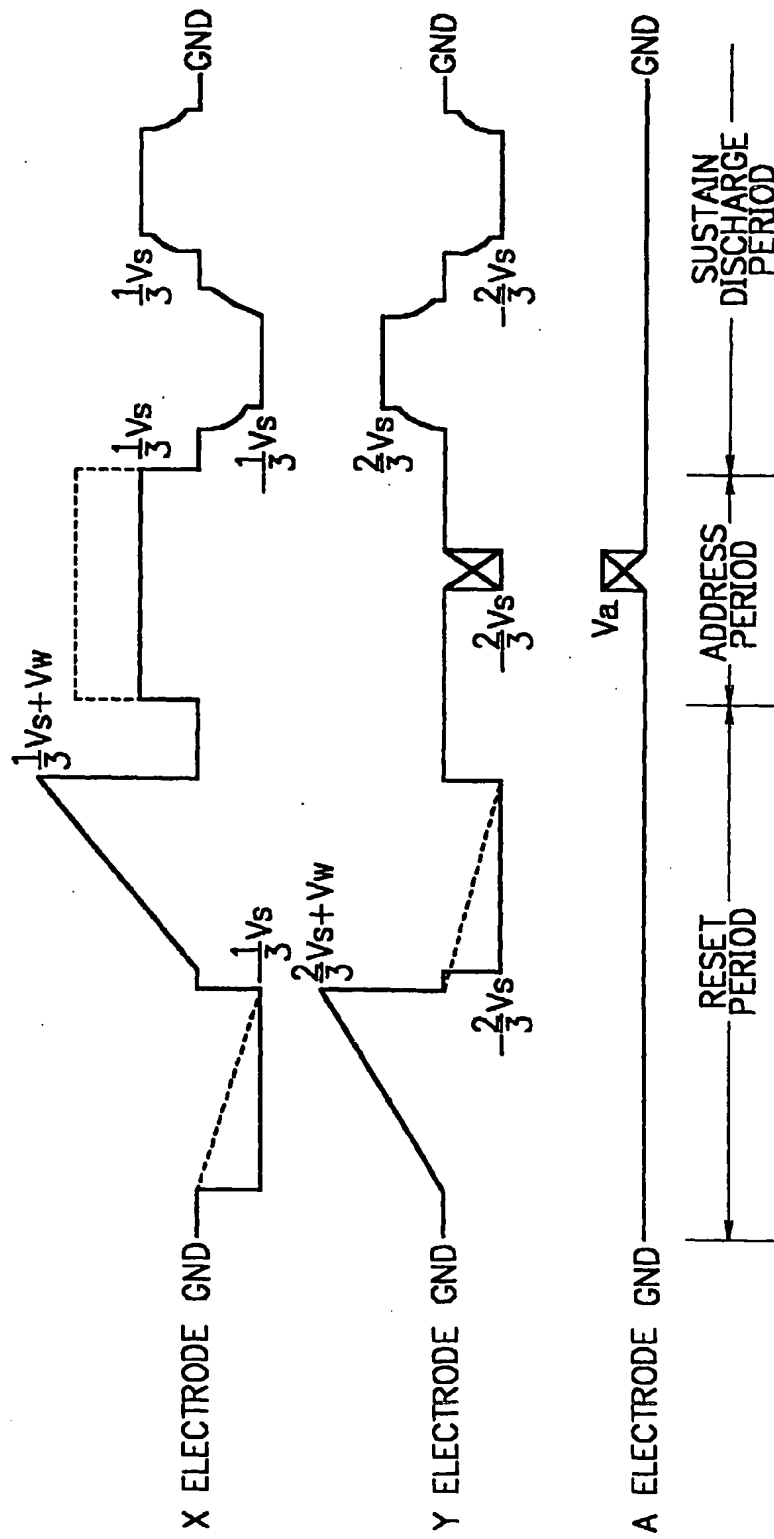 1/3Vs+Vw
1/3Vs
1/3Vs
X ELECTRODE GND
GND
-1/3Vs
-1/3Vs
2/3Vs+Vw
2/3Vs
Y ELECTRODE GND
GND
-2/3Vs
-2/3Vs
-2/3Vs
Va
A ELECTRODE GND
GND
RESET
PERIOD
ADDRESS
PERIOD
SUSTAIN
DISCHARGE
PERIOD